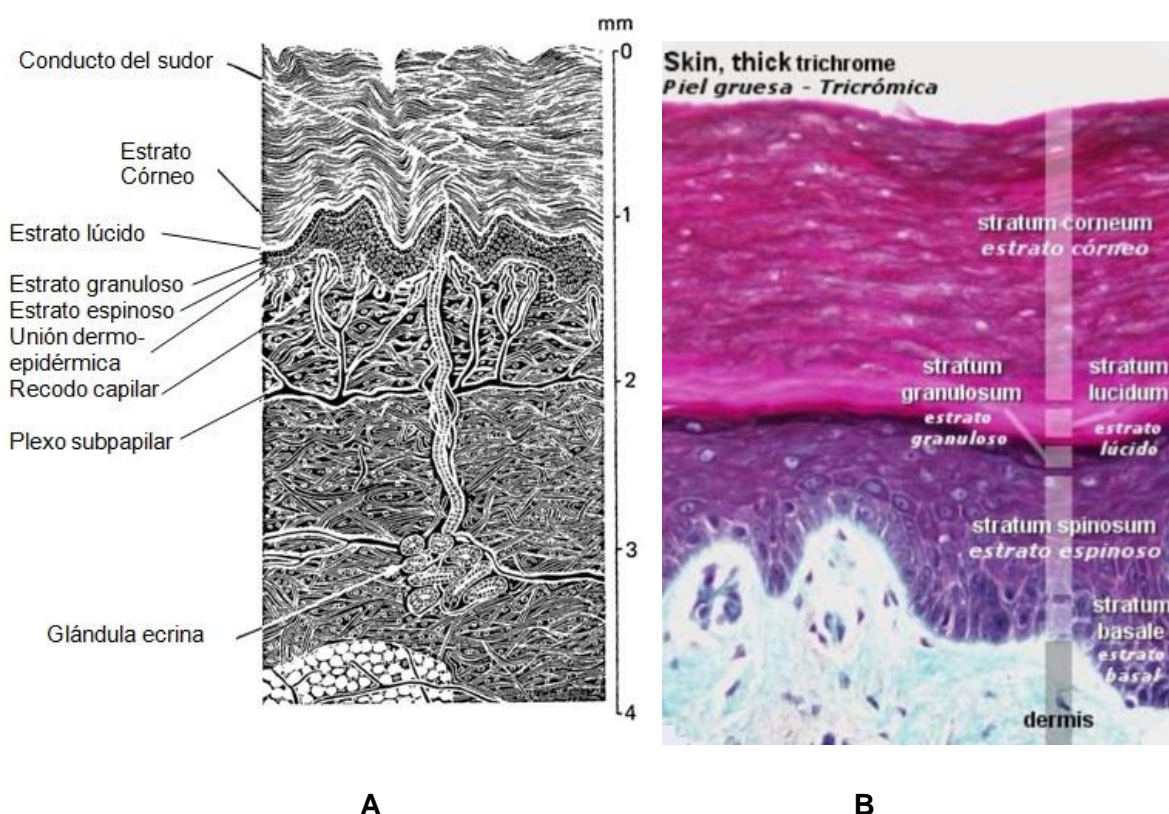 mm
0
1
2
3
4
Conducto del sudor
Estrato
Córneo
Estrato lúcido
Estrato granuloso
Estrato espinoso
Unión dermo-
epidérmica
Recodo capilar
Plexo subpapilar
Glándula ecrina
A
Skin, thick trichrome
Piel gruesa - Tricrómica
stratum corneum
estrato córneo
stratum
granulosum
estrato
granuloso
stratum
lucidum
estrato
lúcido
stratum spinosum
estrato espinoso
stratum
basale
estrato
basal
dermis
B